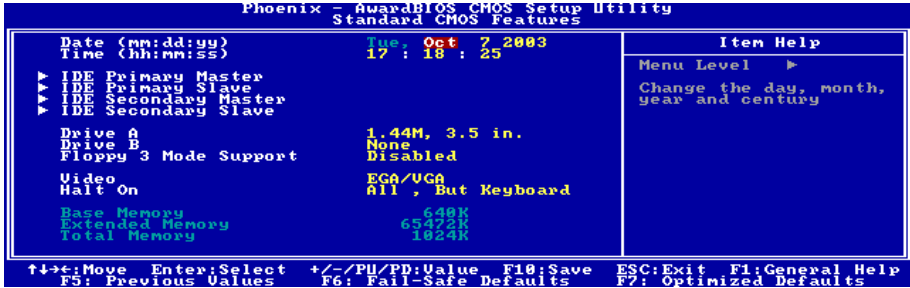 Phoenix - AwardBIOS CMOS Setup Utility
Standard CMOS Features
Date (mm:dd:yy) Tue, Oct 7 2003
Time (hh:mm:ss) 17 : 18 : 25
► IDE Primary Master
► IDE Primary Slave
► IDE Secondary Master
► IDE Secondary Slave
Drive A 1.44M, 3.5 in.
Drive B None
Floppy 3 Mode Support Disabled
Video EGA/VGA
Halt On All , But Keyboard
Base Memory 640K
Extended Memory 65472K
Total Memory 1024K
Item Help
Menu Level ►
Change the day, month,
year and century
↑↓→←:Move Enter:Select +/-/PU/PD:Value F10:Save ESC:Exit F1:General Help
F5: Previous Values F6: Fail-Safe Defaults F7: Optimized Defaults